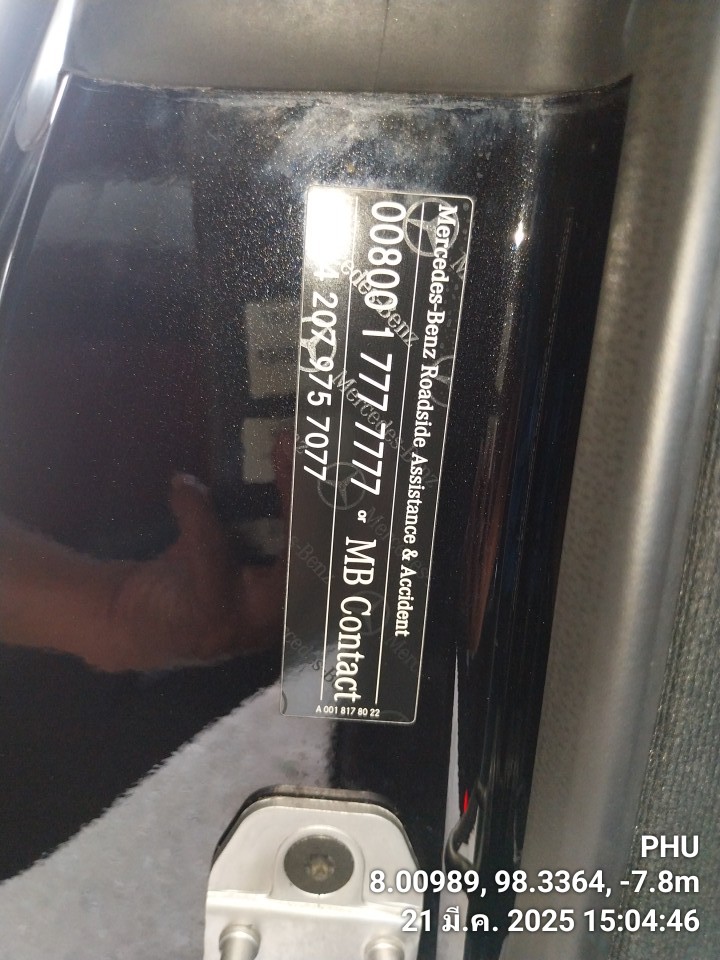 Mercedes-Benz Roadside Assistance & Accident
00800 1 777 7777 or MB Contact
207 975 7077
A 001 817 80 22
PHU
8.00989, 98.3364, -7.8m
21 มี.ค. 2025 15:04:46